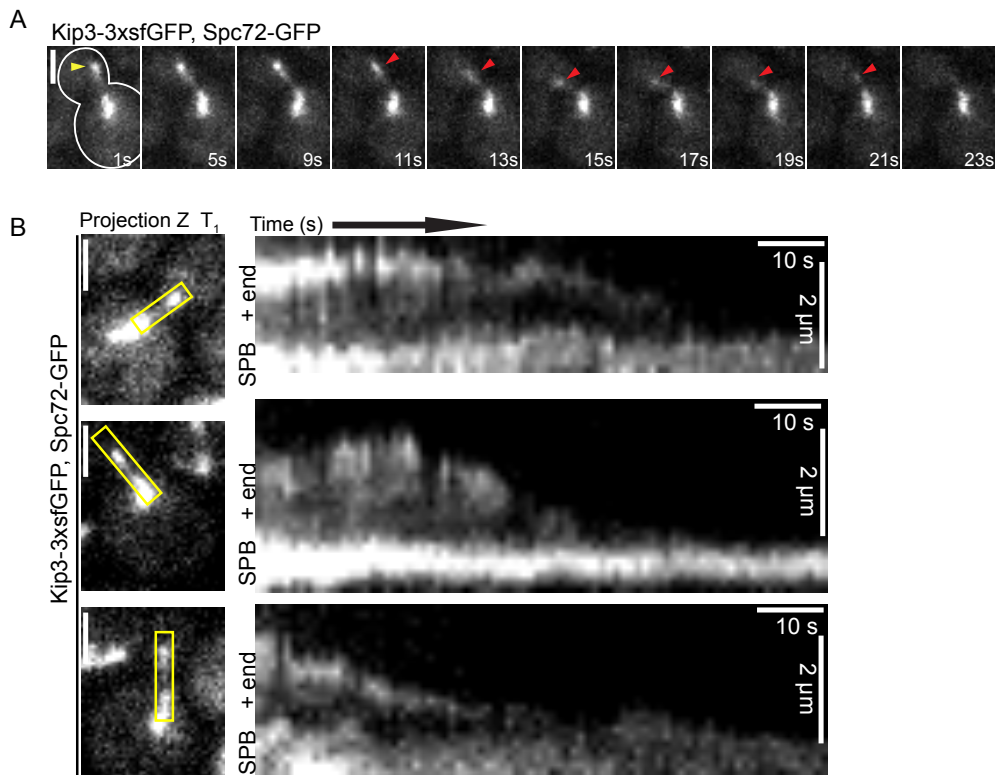 A
Kip3-3xsfGFP, Spc72-GFP
1s
5s
9s
11s
13s
15s
17s
19s
21s
23s
B
Projection Z T1
Time (s)
Kip3-3xsfGFP, Spc72-GFP
SPB + end
10 s
2 µm
SPB + end
10 s
2 µm
SPB + end
10 s
2 µm